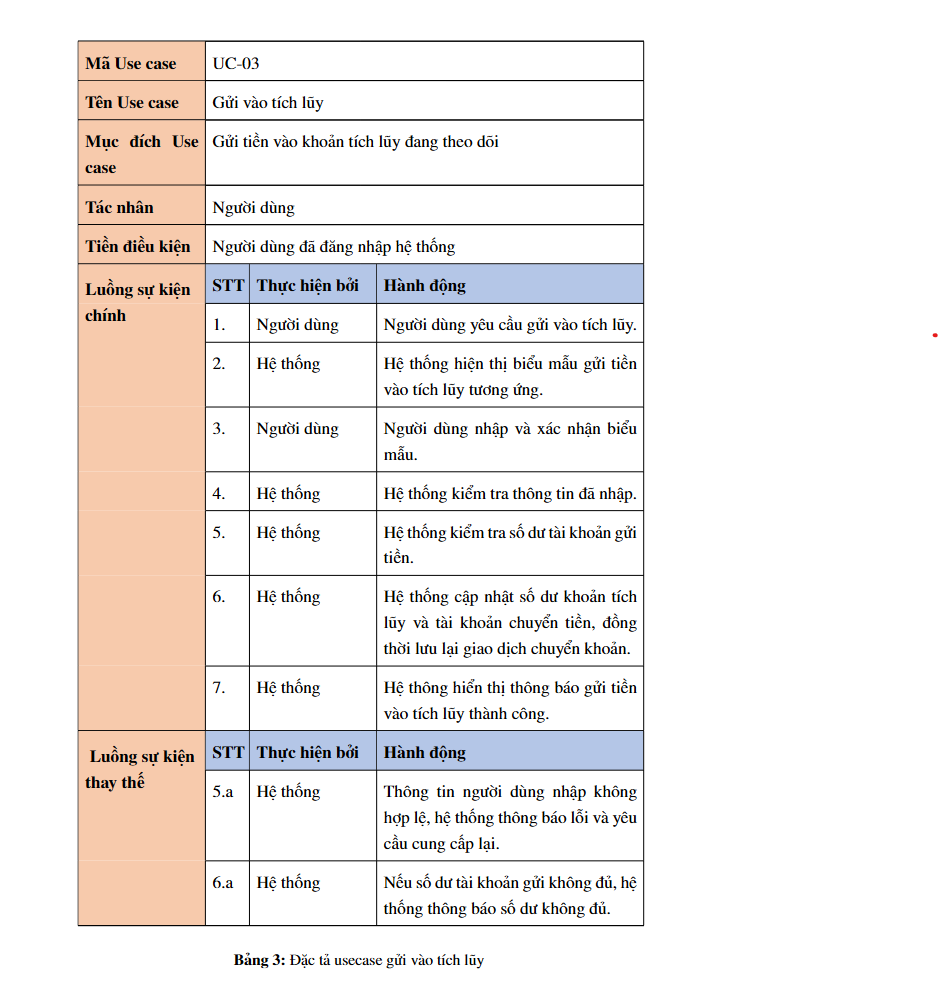 Mã Use case UC-03
Tên Use case Gửi vào tích lũy
Mục đích Use Gửi tiền vào khoản tích lũy đang theo dõi
case
Tác nhân Người dùng
Tiền điều kiện Người dùng đã đăng nhập hệ thống
Luồng sự kiện STT Thực hiện bởi Hành động
chính
1. Người dùng Người dùng yêu cầu gửi vào tích lũy.
2. Hệ thống Hệ thống hiện thị biểu mẫu gửi tiền
vào tích lũy tương ứng.
3. Người dùng Người dùng nhập và xác nhận biểu
mẫu.
4. Hệ thống Hệ thống kiểm tra thông tin đã nhập.
5. Hệ thống Hệ thống kiểm tra số dư tài khoản gửi
tiền.
6. Hệ thống Hệ thống cập nhật số dư khoản tích
lũy và tài khoản chuyển tiền, đồng
thời lưu lại giao dịch chuyển khoản.
7. Hệ thống Hệ thông hiển thị thông báo gửi tiền
vào tích lũy thành công.
Luồng sự kiện STT Thực hiện bởi Hành động
thay thế
5.a Hệ thống Thông tin người dùng nhập không
hợp lệ, hệ thống thông báo lỗi và yêu
cầu cung cấp lại.
6.a Hệ thống Nếu số dư tài khoản gửi không đủ, hệ
thống thông báo số dư không đủ.
Bảng 3: Đặc tả usecase gửi vào tích lũy